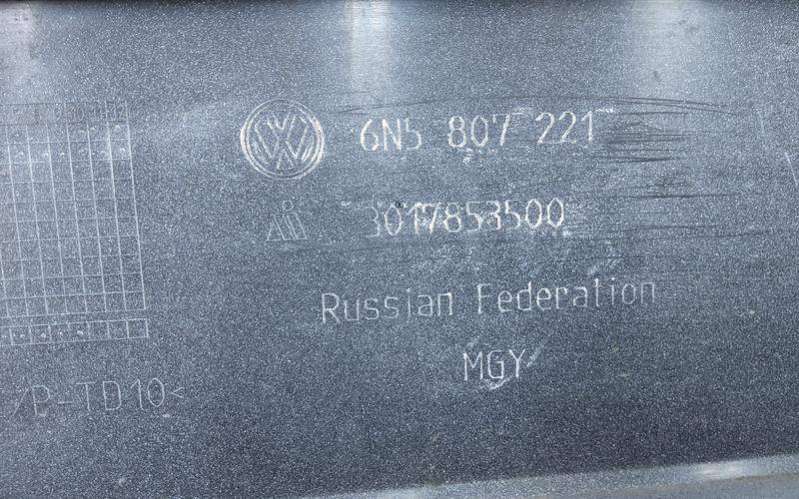 6N5 807 221
3017853500
Russian Federation
MGY
P-TD10<